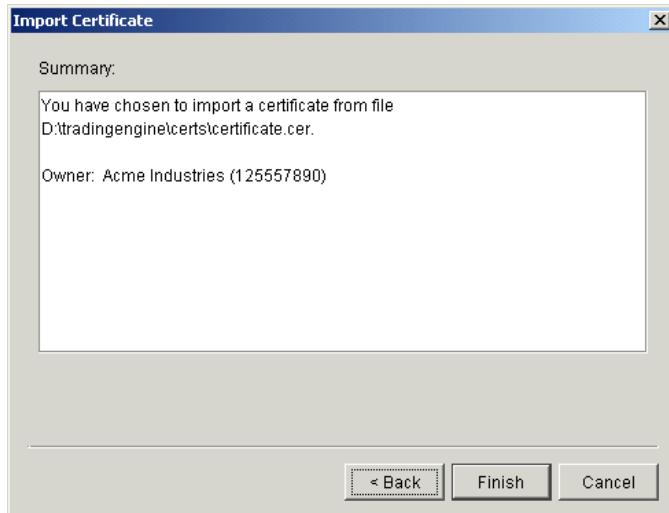 Import Certificate
Summary:
You have chosen to import a certificate from file
D:\tradingengine\certs\certificate.cer.
Owner: Acme Industries (125557890)
< Back Finish Cancel